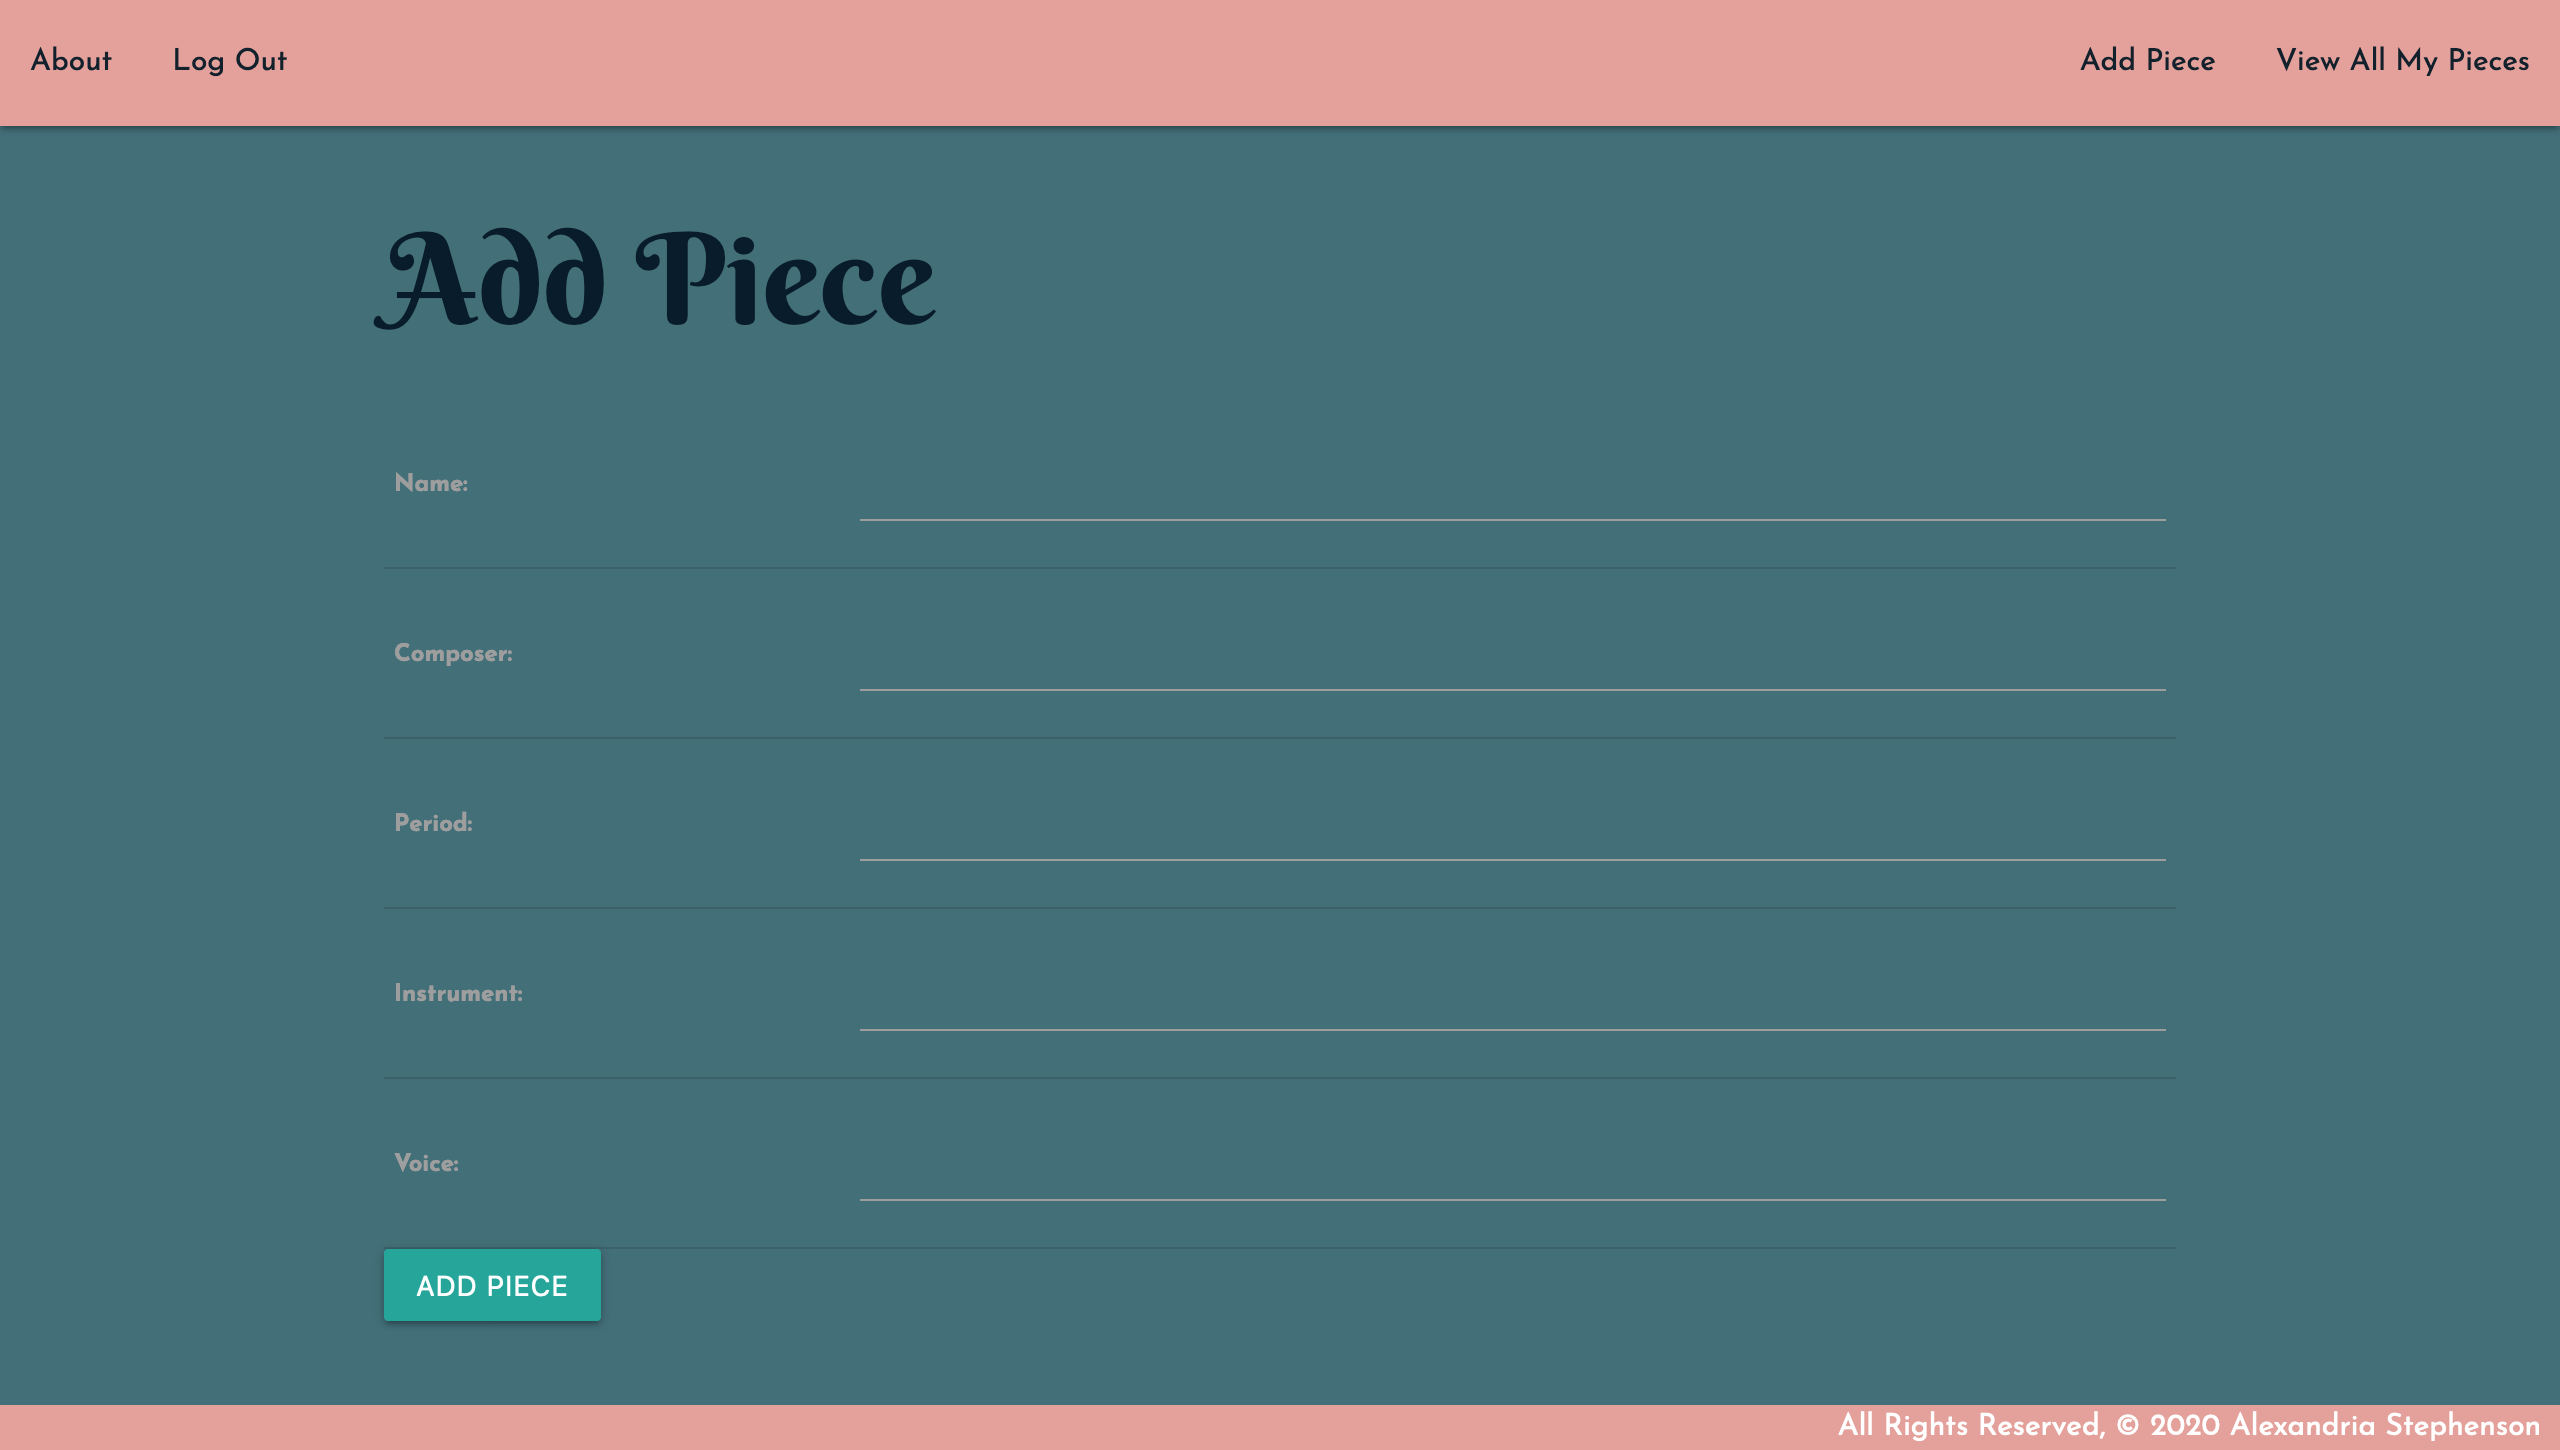 About Log Out Add Piece View All My Pieces
Add Piece
Name:
Composer:
Period:
Instrument:
Voice:
ADD PIECE
All Rights Reserved, © 2020 Alexandria Stephenson